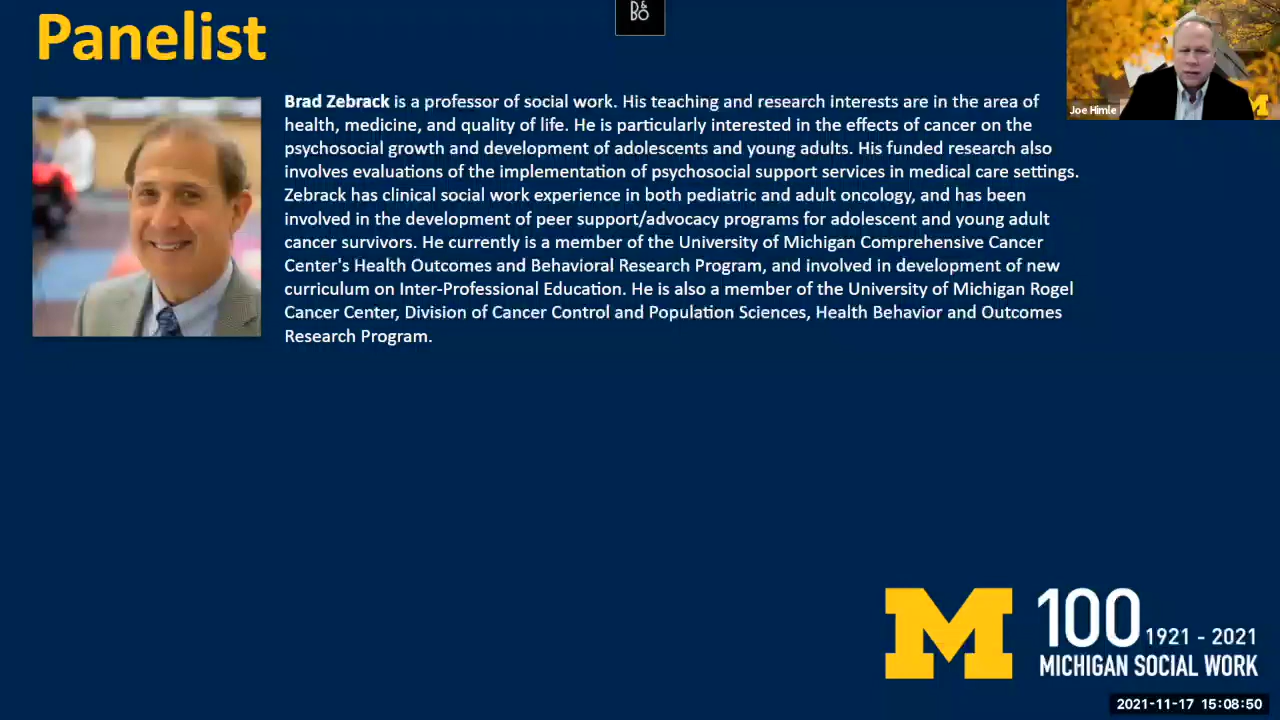 Panelist
B&O
Joe Himle
M
Brad Zebrack is a professor of social work. His teaching and research interests are in the area of
health, medicine, and quality of life. He is particularly interested in the effects of cancer on the
psychosocial growth and development of adolescents and young adults. His funded research also
involves evaluations of the implementation of psychosocial support services in medical care settings.
Zebrack has clinical social work experience in both pediatric and adult oncology, and has been
involved in the development of peer support/advocacy programs for adolescent and young adult
cancer survivors. He currently is a member of the University of Michigan Comprehensive Cancer
Center's Health Outcomes and Behavioral Research Program, and involved in development of new
curriculum on Inter-Professional Education. He is also a member of the University of Michigan Rogel
Cancer Center, Division of Cancer Control and Population Sciences, Health Behavior and Outcomes
Research Program.
M
100 1921 - 2021
MICHIGAN SOCIAL WORK
2021-11-17 15:08:50